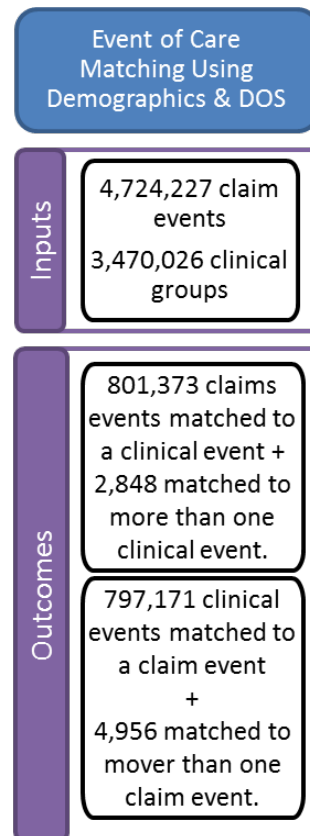 Event of Care
Matching Using
Demographics & DOS
Inputs
4,724,227 claim
events
3,470,026 clinical
groups
Outcomes
801,373 claims
events matched to
a clinical event +
2,848 matched to
more than one
clinical event.
797,171 clinical
events matched to
a claim event
+
4,956 matched to
mover than one
claim event.